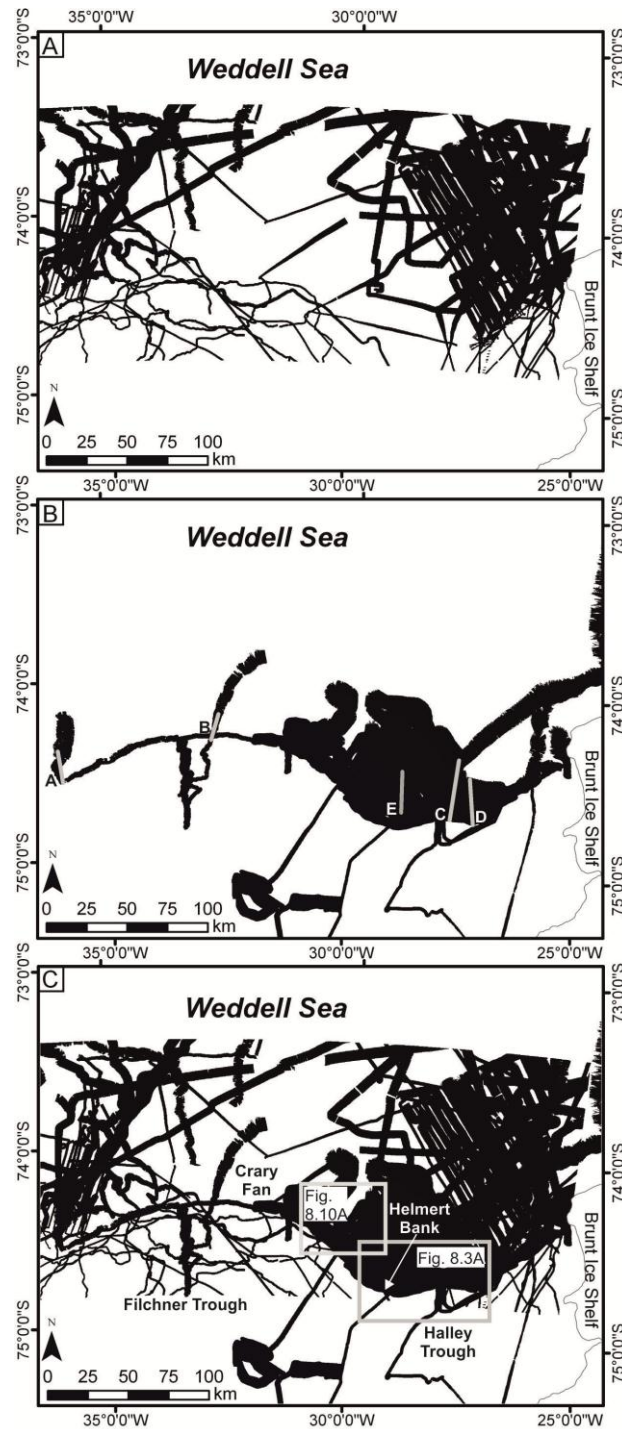 35°0'0"W 30°0'0"W
A
Weddell Sea
73°0'0"S
73°0'0"S
74°0'0"S
74°0'0"S
75°0'0"S
75°0'0"S
Brunt Ice Shelf
N
0 25 50 75 100
km
35°0'0"W 30°0'0"W 25°0'0"W
B
Weddell Sea
73°0'0"S
73°0'0"S
74°0'0"S
74°0'0"S
75°0'0"S
75°0'0"S
A
B
E
C
D
Brunt Ice Shelf
N
0 25 50 75 100
km
35°0'0"W 30°0'0"W 25°0'0"W
C
Weddell Sea
73°0'0"S
73°0'0"S
74°0'0"S
74°0'0"S
75°0'0"S
75°0'0"S
Crary
Fan
Fig.
8.10A
Helmert
Bank
Fig. 8.3A
Brunt Ice Shelf
Filchner Trough
Halley
Trough
N
0 25 50 75 100
km
35°0'0"W 30°0'0"W 25°0'0"W